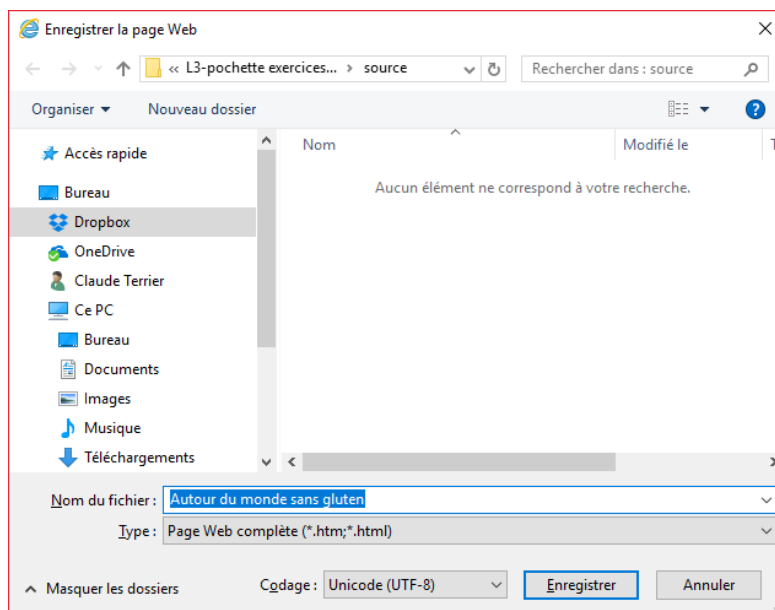 Enregistrer la page Web
« L3-pochette exercices... › source
Rechercher dans : source
Organiser
Nouveau dossier
?
Nom
Modifié le
T
Aucun élément ne correspond à votre recherche.
Accès rapide
Bureau
Dropbox
OneDrive
Claude Terrier
Ce PC
Bureau
Documents
Images
Musique
Téléchargements
Nom du fichier : Autour du monde sans gluten
Type : Page Web complète (*.htm;*.html)
Masquer les dossiers
Codage : Unicode (UTF-8)
Enregistrer
Annuler